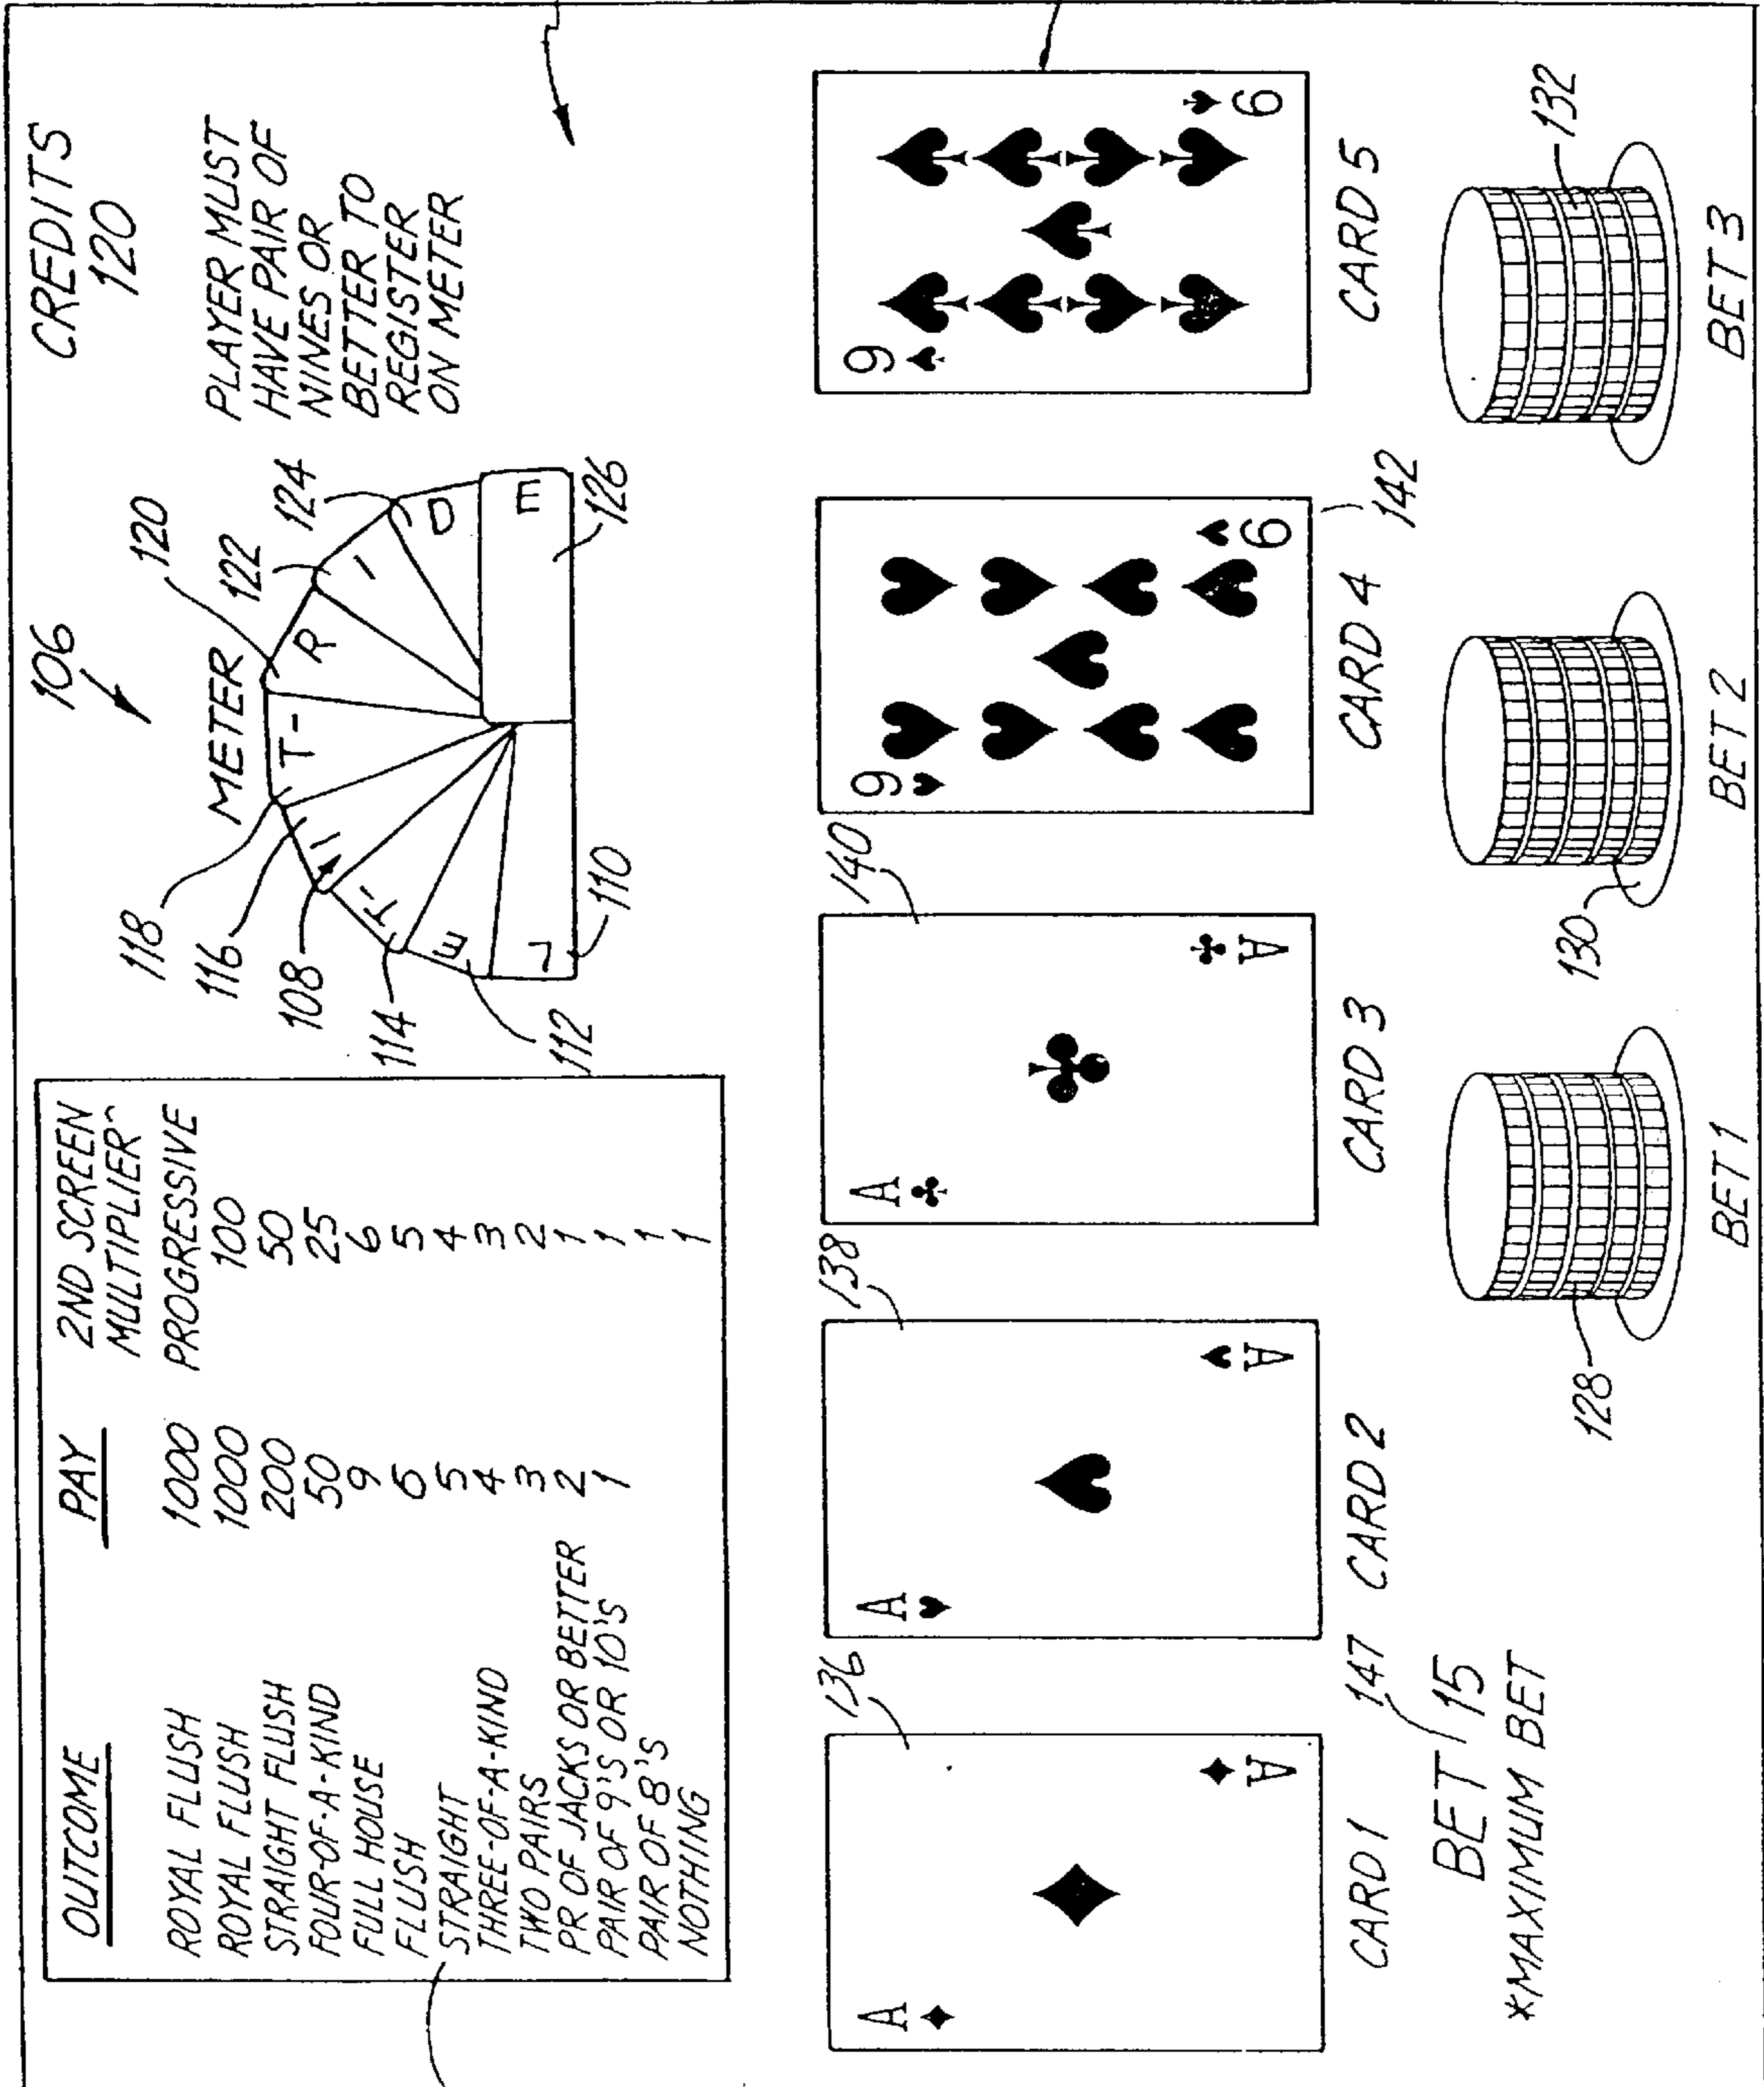 CREDITS
120
106
METER
PLAYER MUST
HAVE PAIR OF
NINES OR
BETTER TO
REGISTER
ON METER
118
116
108
114
112
110
120
122
124
126
L E T I T - R I D E
OUTCOME PAY 2ND SCREEN
MULTIPLIER
ROYAL FLUSH 1000 PROGRESSIVE
ROYAL FLUSH 1000 100
STRAIGHT FLUSH 200 50
FOUR-OF-A-KIND 50 25
FULL HOUSE 9 6
FLUSH 6 5
STRAIGHT 5 4
THREE-OF-A-KIND 4 3
TWO PAIRS 3 2
PR OF JACKS OR BETTER 2 1
PAIR OF 9'S OR 10'S 1 1
PAIR OF 8'S 1
NOTHING 1
136 138 140
A A A 9 9
A A A 9 9
142
CARD 1 CARD 2 CARD 3 CARD 4 CARD 5
147
BET 15
*MAXIMUM BET
128 130 132
BET 1 BET 2 BET 3